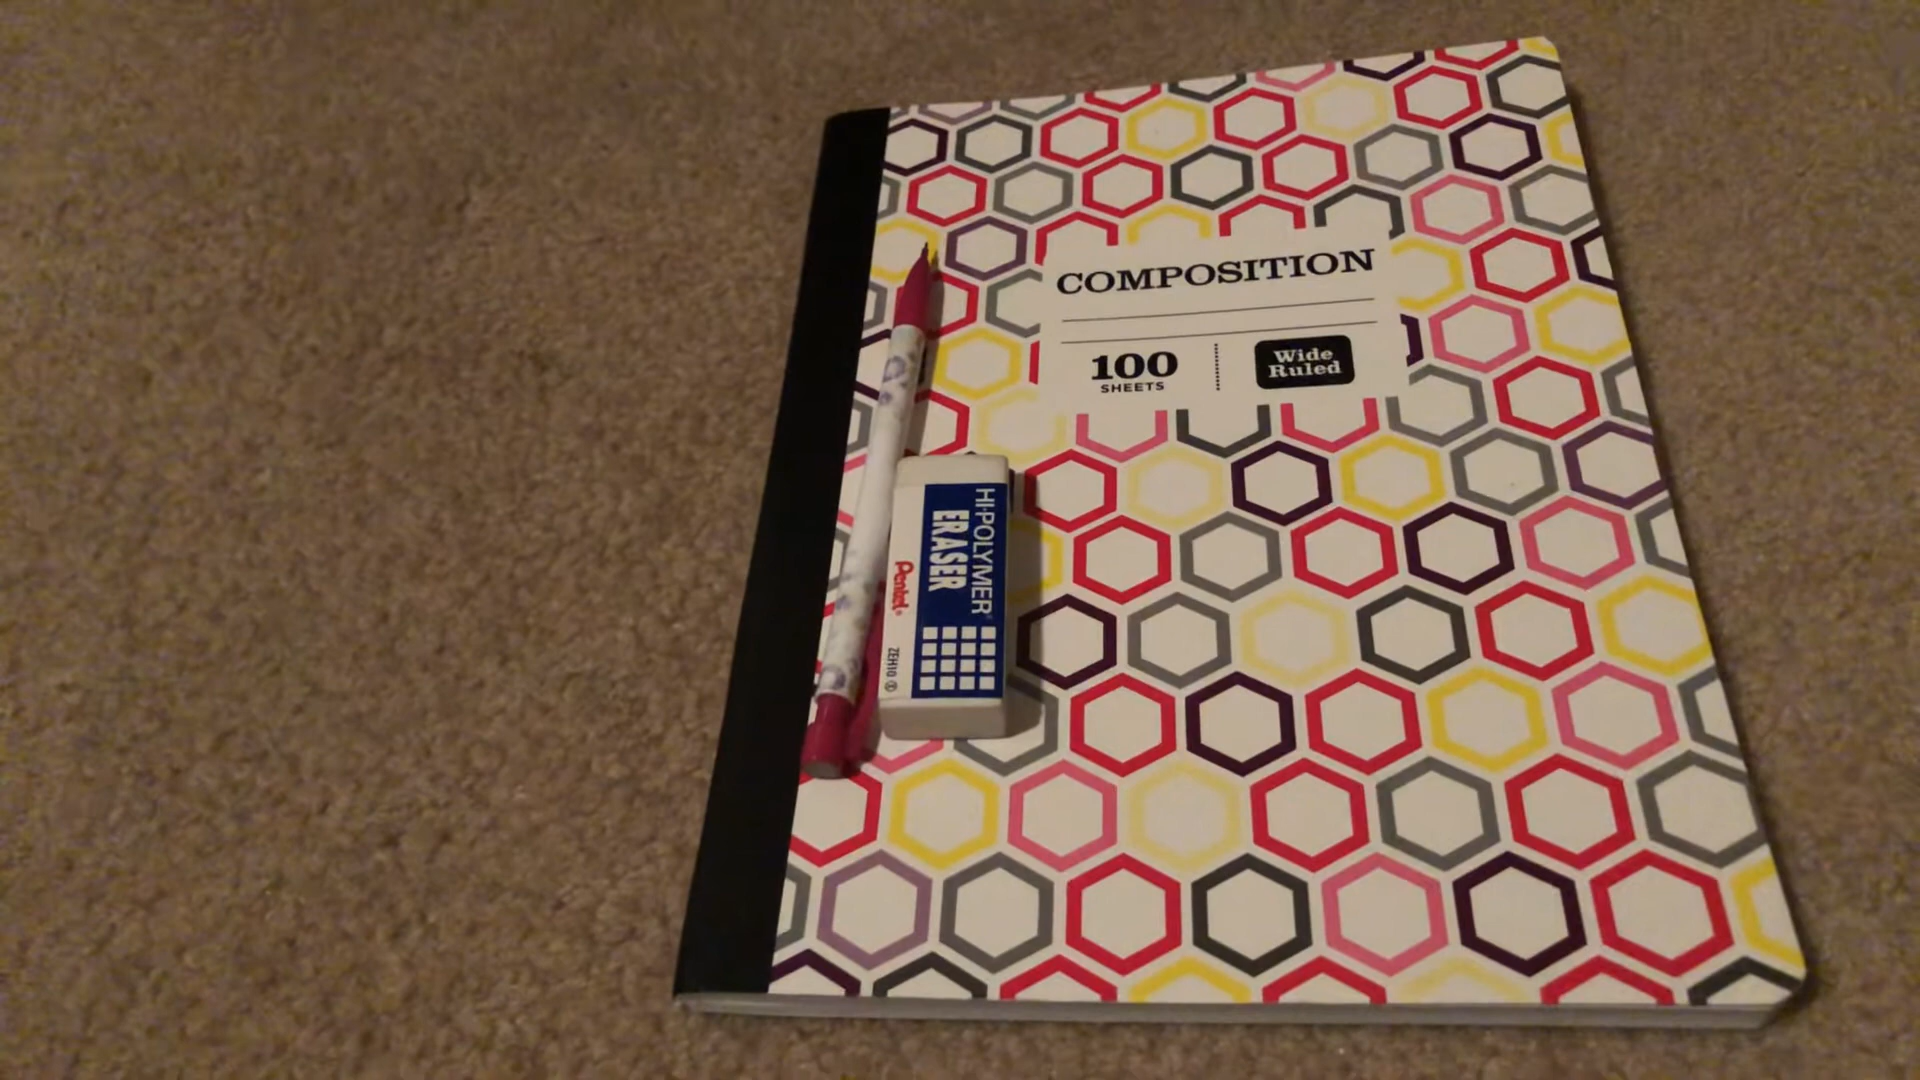 COMPOSITION
100
SHEETS
Wide
Ruled
HI-POLYMER®
ERASER
Pentel®
ZEH10